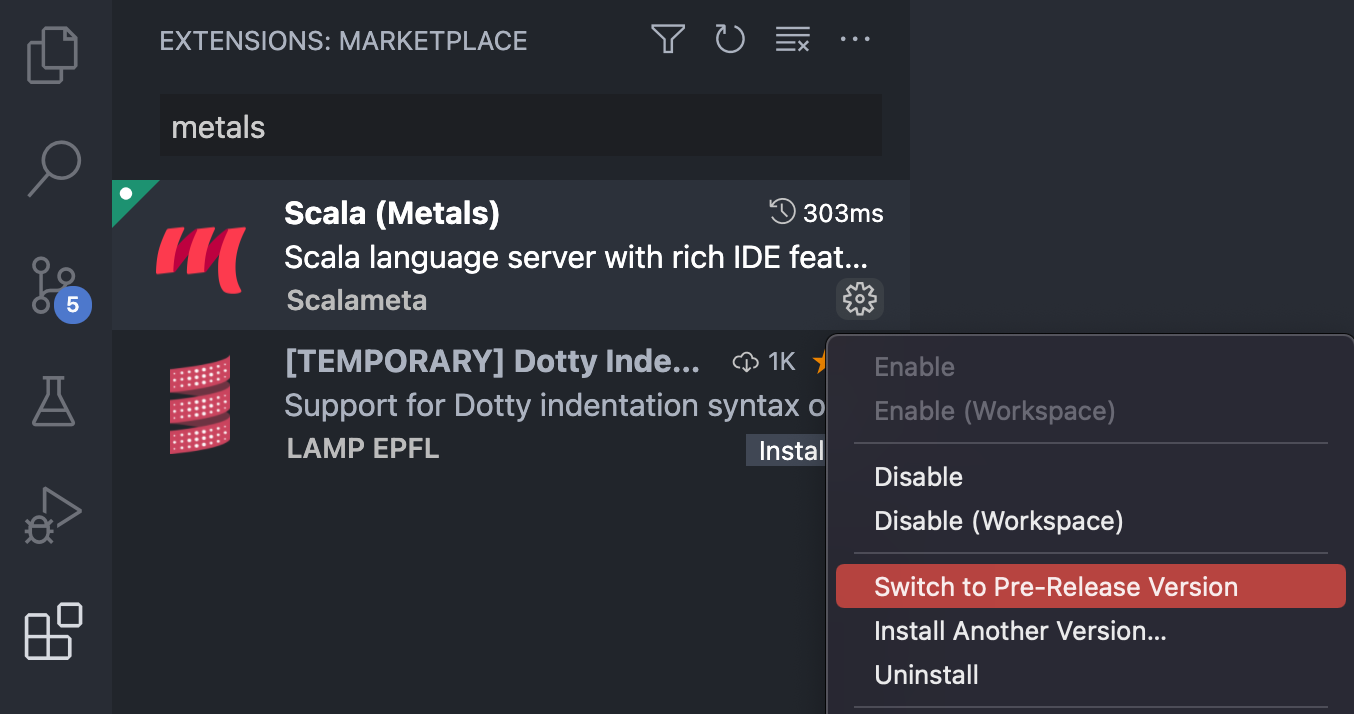 EXTENSIONS: MARKETPLACE
metals
Scala (Metals) 303ms
Scala language server with rich IDE feat...
Scalameta
5
[TEMPORARY] Dotty Inde... 1K
Support for Dotty indentation syntax o
LAMP EPFL
Instal
Enable
Enable (Workspace)
Disable
Disable (Workspace)
Switch to Pre-Release Version
Install Another Version...
Uninstall